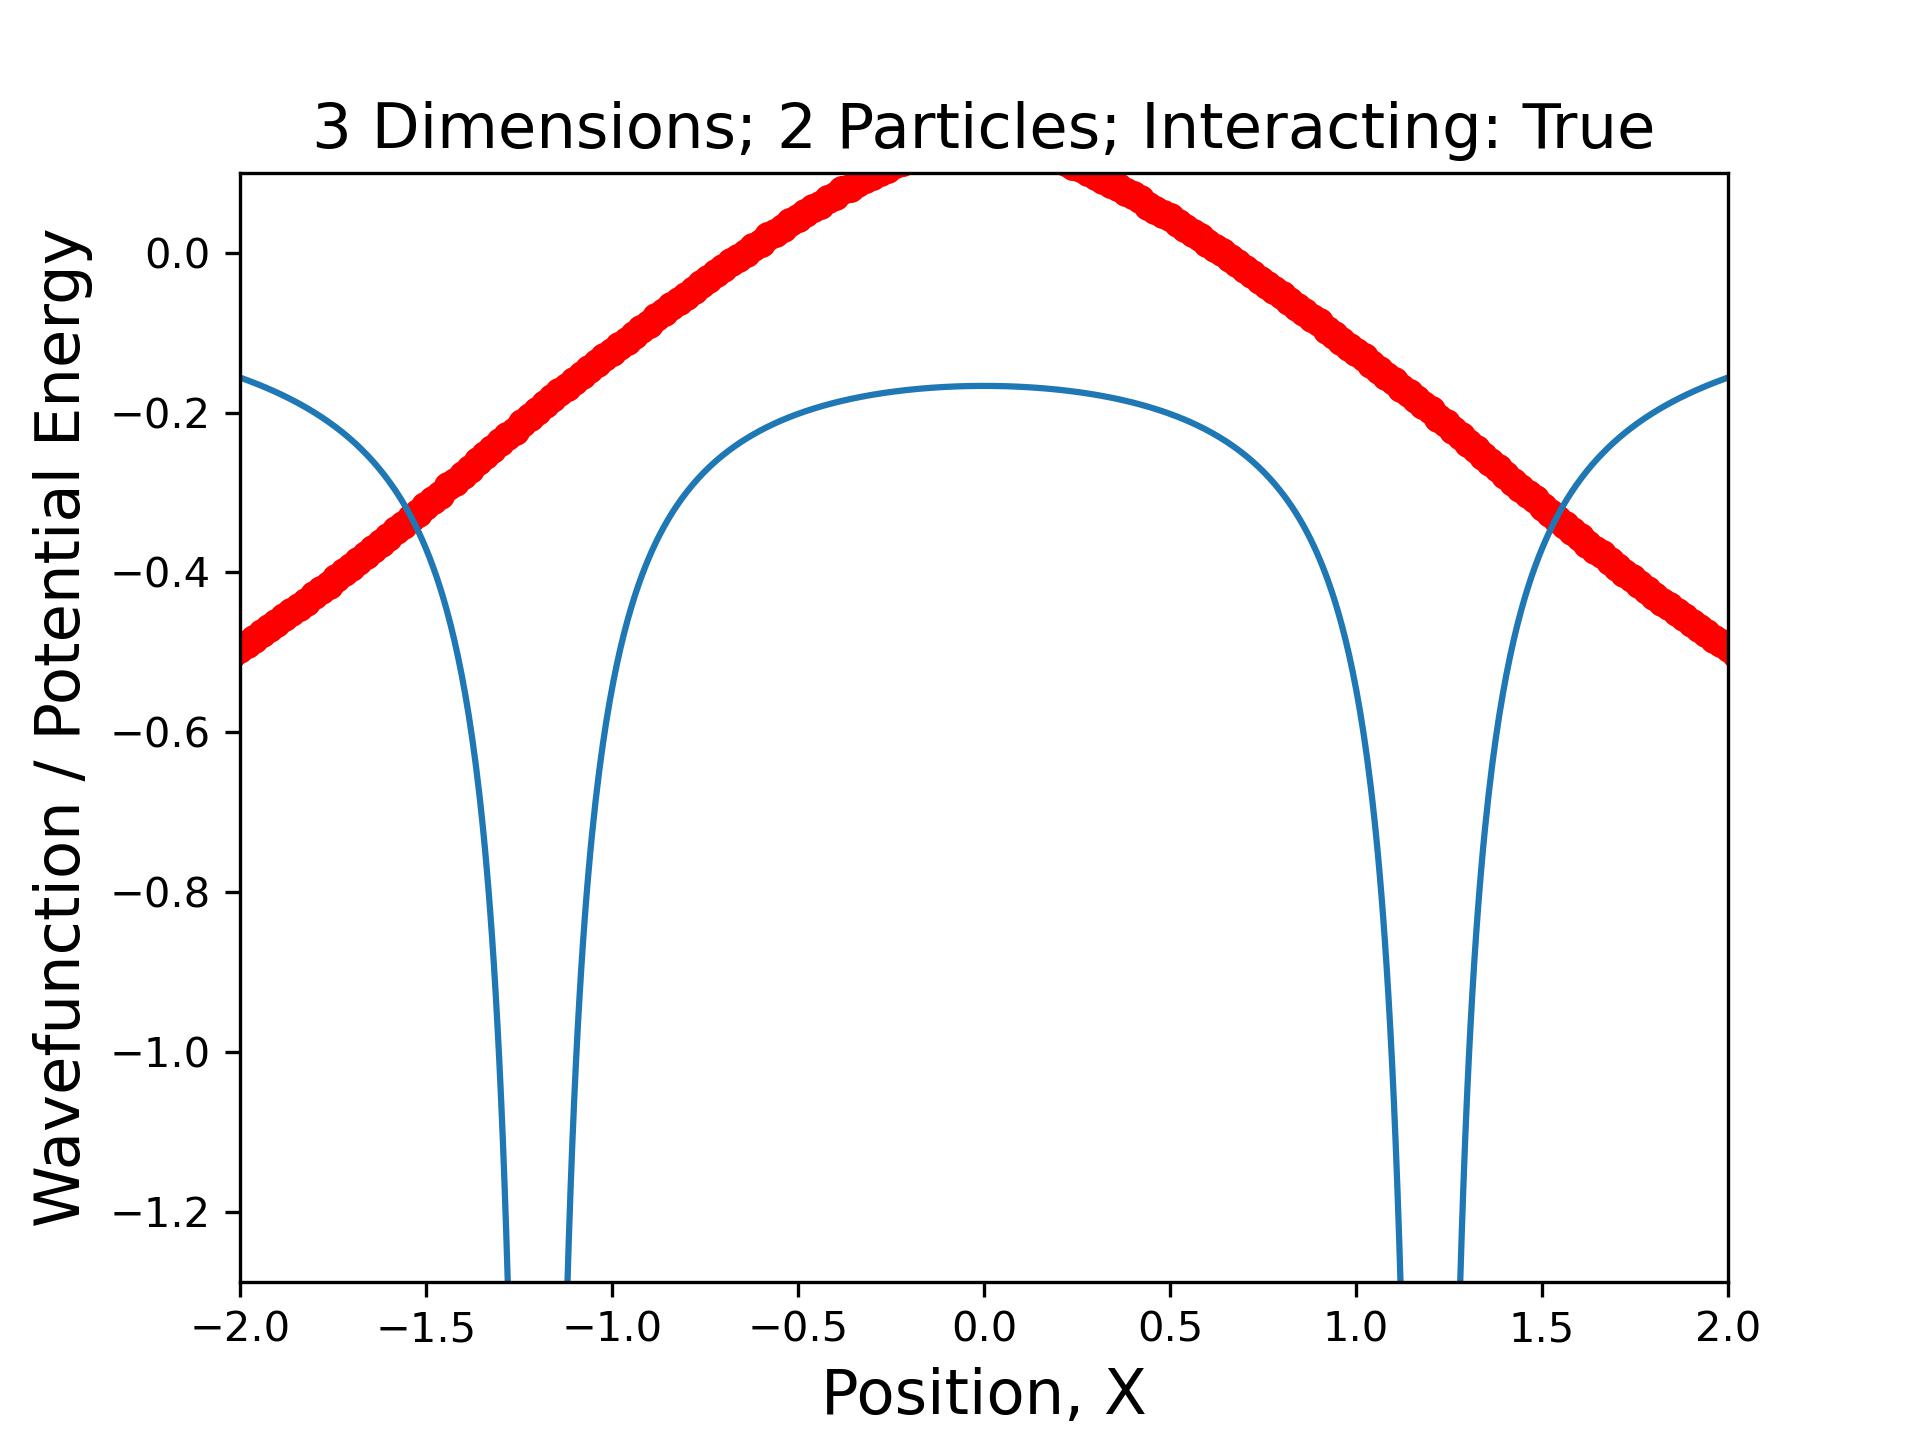 3 Dimensions; 2 Particles; Interacting: True
Wavefunction / Potential Energy
0.0
−0.2
−0.4
−0.6
−0.8
−1.0
−1.2
−2.0 −1.5 −1.0 −0.5 0.0 0.5 1.0 1.5 2.0
Position, X